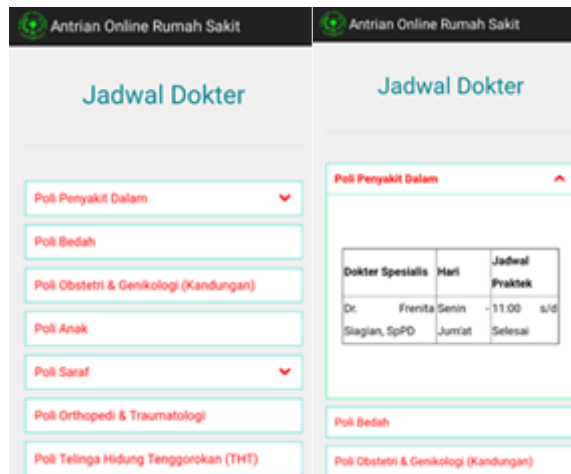 Antrian Online Rumah Sakit
Jadwal Dokter
Poli Penyakit Dalam
Poli Bedah
Poli Obstetri & Genikologi (Kandungan)
Poli Anak
Poli Saraf
Poli Orthopedi & Traumatologi
Poli Telinga Hidung Tenggorokan (THT)
Antrian Online Rumah Sakit
Jadwal Dokter
Poli Penyakit Dalam
Dokter Spesialis Hari Jadwal Praktek
Dr. Frenita Siagian, SpPD Senin - Jum'at 11:00 s/d Selesai
Poli Bedah
Poli Obstetri & Genikologi (Kandungan)